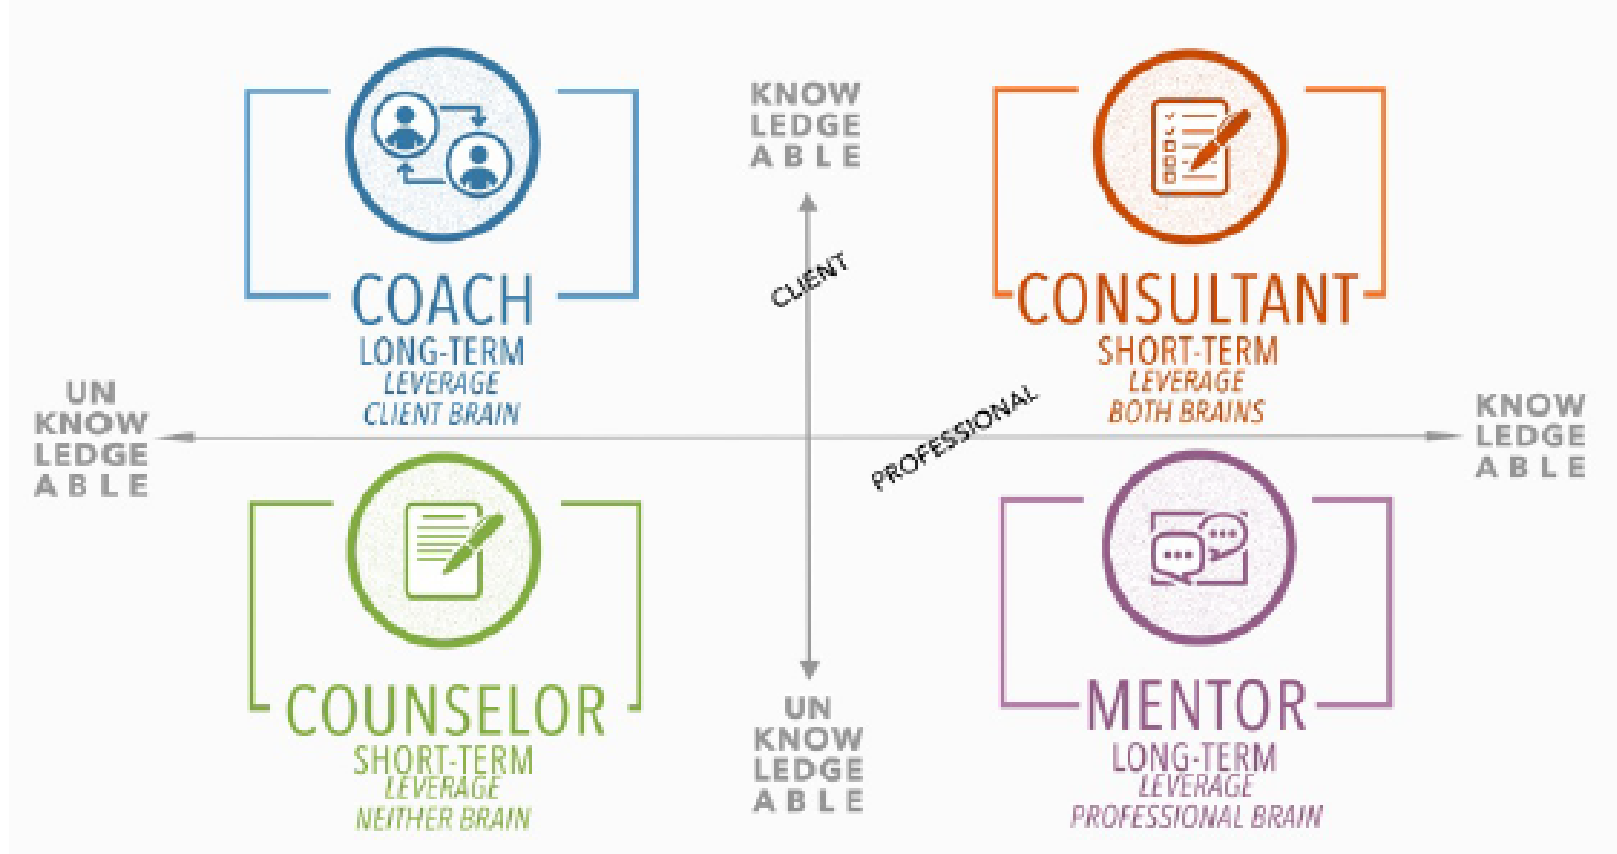 KNOW
LEDGE
ABLE
CLIENT
COACH
LONG-TERM
LEVERAGE
CLIENT BRAIN
CONSULTANT
SHORT-TERM
LEVERAGE
BOTH BRAINS
UN
KNOW
LEDGE
ABLE
PROFESSIONAL
KNOW
LEDGE
ABLE
COUNSELOR
SHORT-TERM
LEVERAGE
NEITHER BRAIN
MENTOR
LONG-TERM
LEVERAGE
PROFESSIONAL BRAIN
UN
KNOW
LEDGE
ABLE